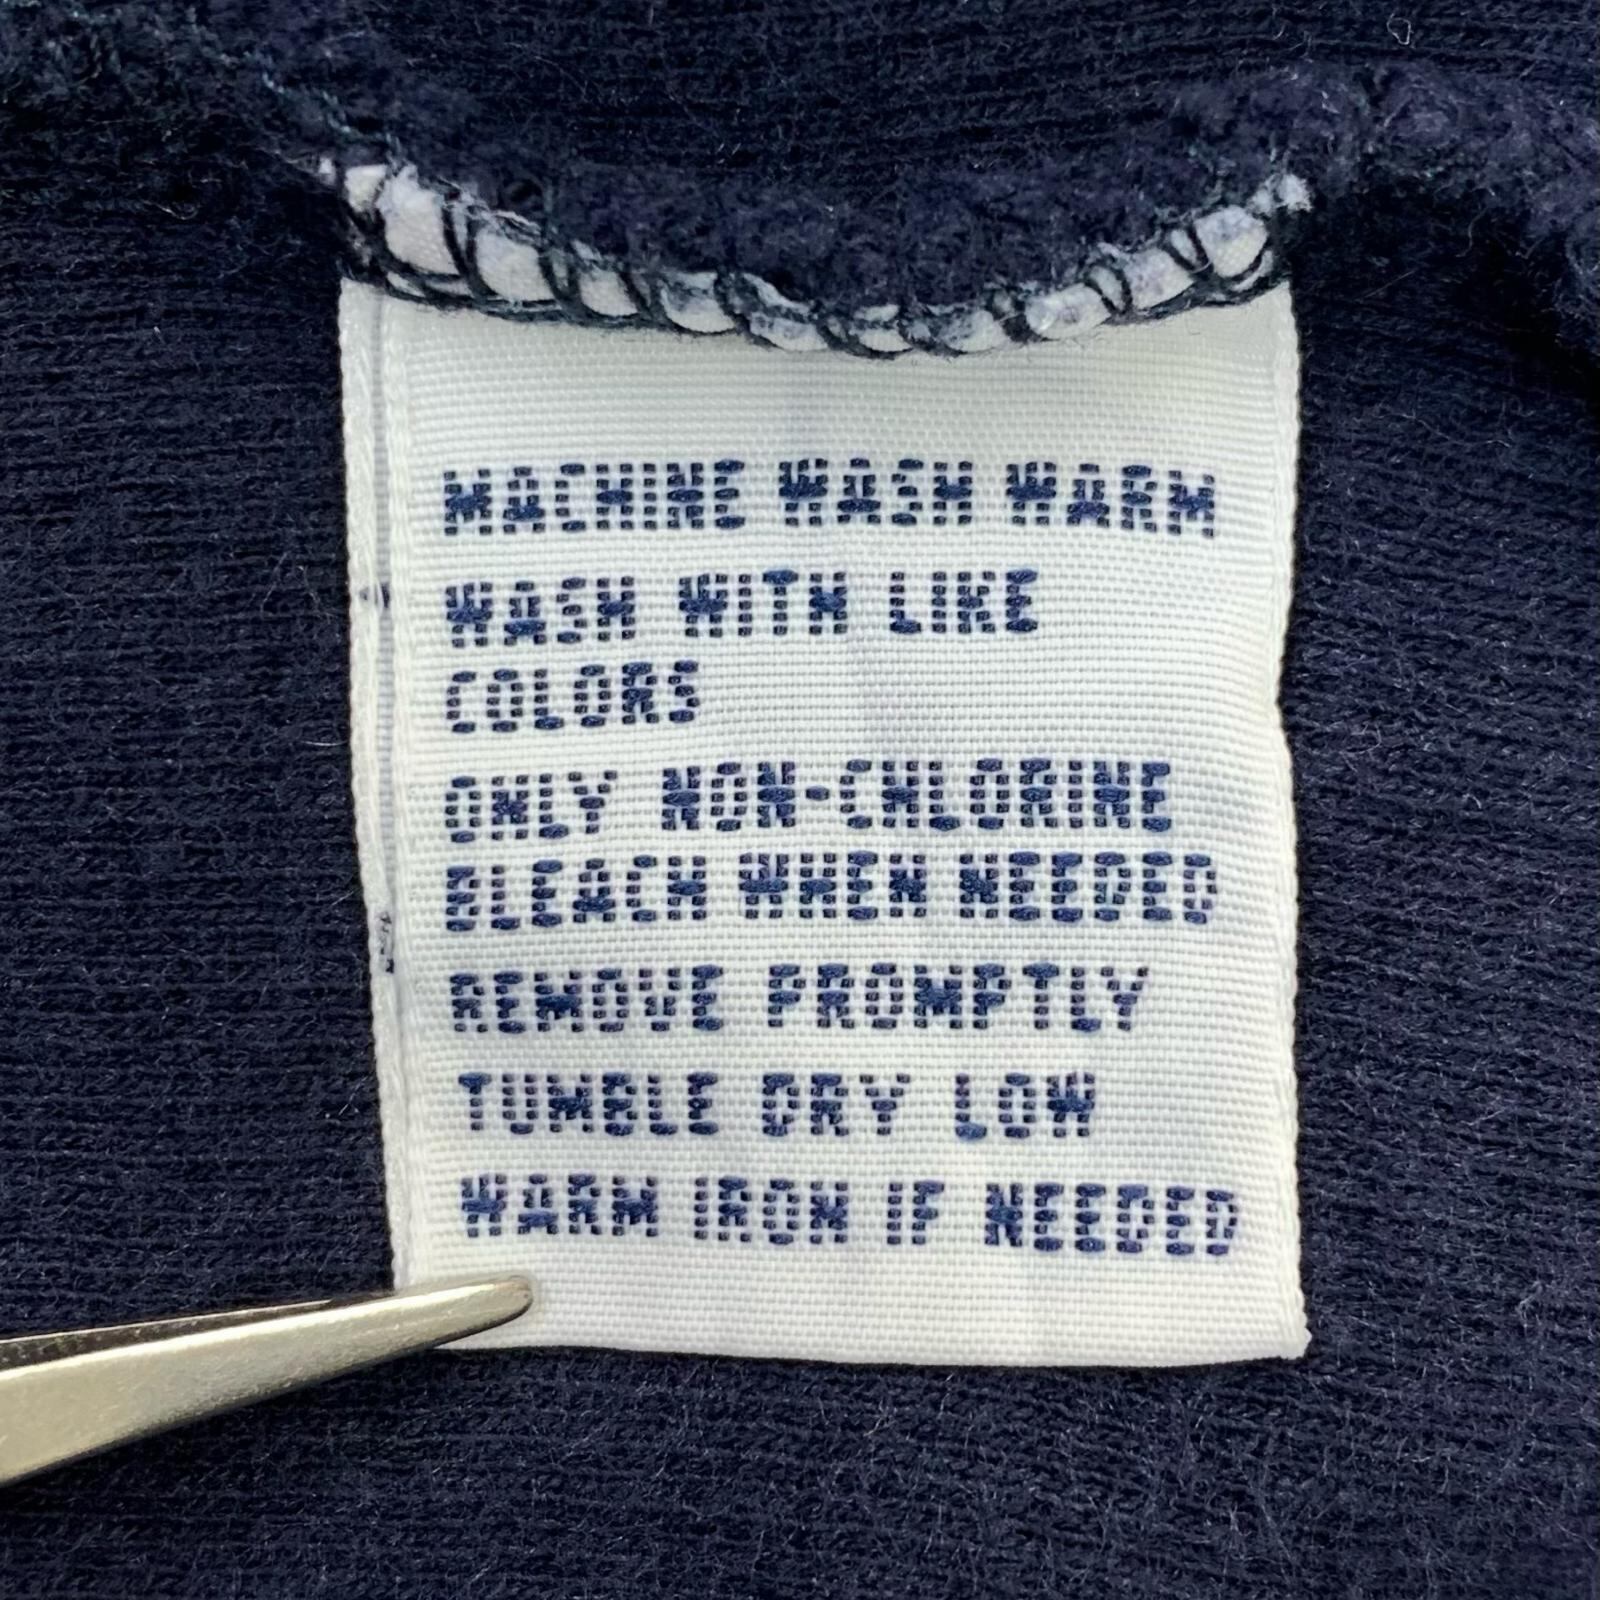 MACHINE WASH WARM
WASH WITH LIKE
COLORS
ONLY NON-CHLORINE
BLEACH WHEN NEEDED
REMOVE PROMPTLY
TUMBLE DRY LOW
WARM IRON IF NEEDED